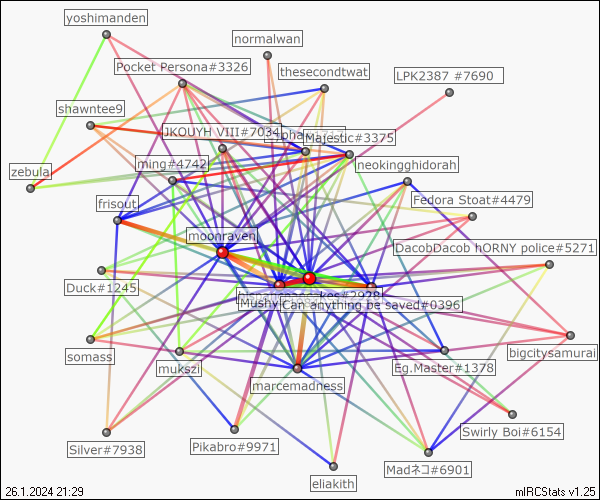 yoshimanden
normalwan
Pocket Persona#3326
thesecondtwat
LPK2387 #7690
shawntee9
JKOUYH VIII#7034
Majestic#3375
ming#4742
neokingghidorah
zebula
frisout
Fedora Stoat#4479
moonraven
DacobDacob hORNY police#5271
Duck#1245
Mushy
Can anything be saved#0396
somass
mukszi
marcemadness
Eg.Master#1378
bigcitysamurai
Silver#7938
Pikabro#9971
Swirly Boi#6154
eliakith
Madネコ#6901
26.1.2024 21:29
mIRCStats v1.25